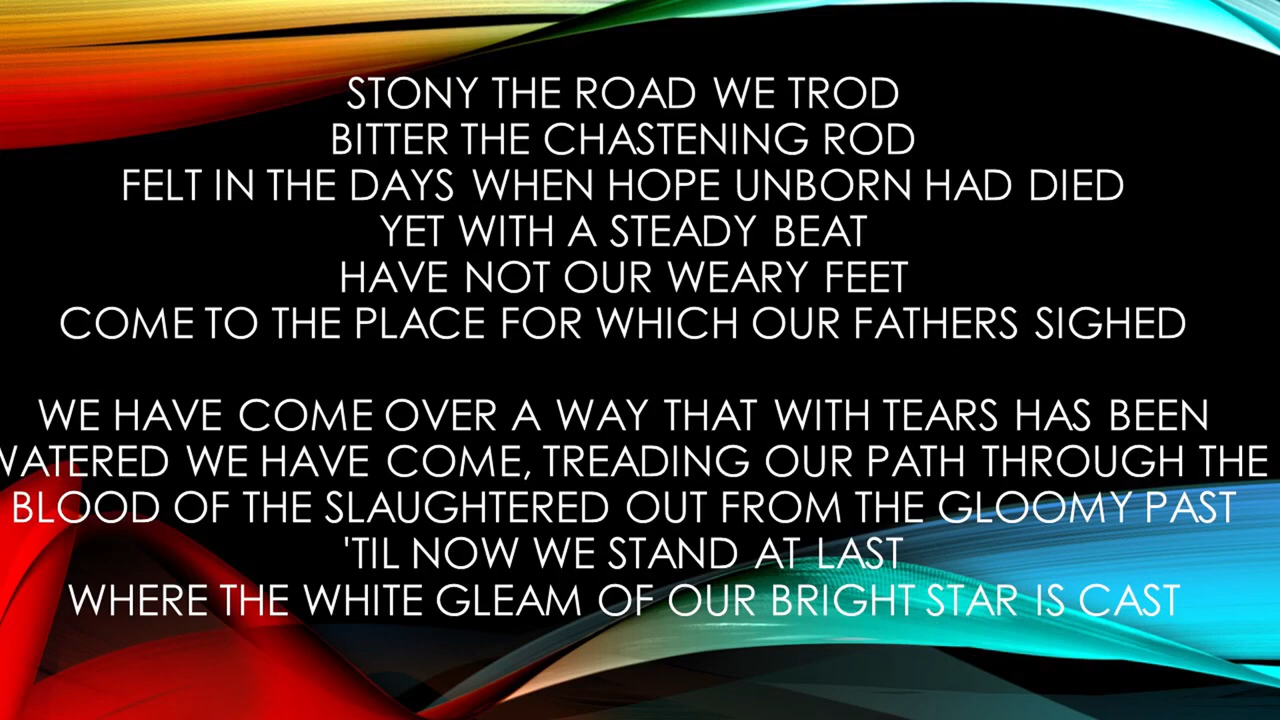 STONY THE ROAD WE TROD
BITTER THE CHASTENING ROD
FELT IN THE DAYS WHEN HOPE UNBORN HAD DIED
YET WITH A STEADY BEAT
HAVE NOT OUR WEARY FEET
COME TO THE PLACE FOR WHICH OUR FATHERS SIGHED
WE HAVE COME OVER A WAY THAT WITH TEARS HAS BEEN
WATERED WE HAVE COME, TREADING OUR PATH THROUGH THE
BLOOD OF THE SLAUGHTERED OUT FROM THE GLOOMY PAST
'TIL NOW WE STAND AT LAST
WHERE THE WHITE GLEAM OF OUR BRIGHT STAR IS CAST